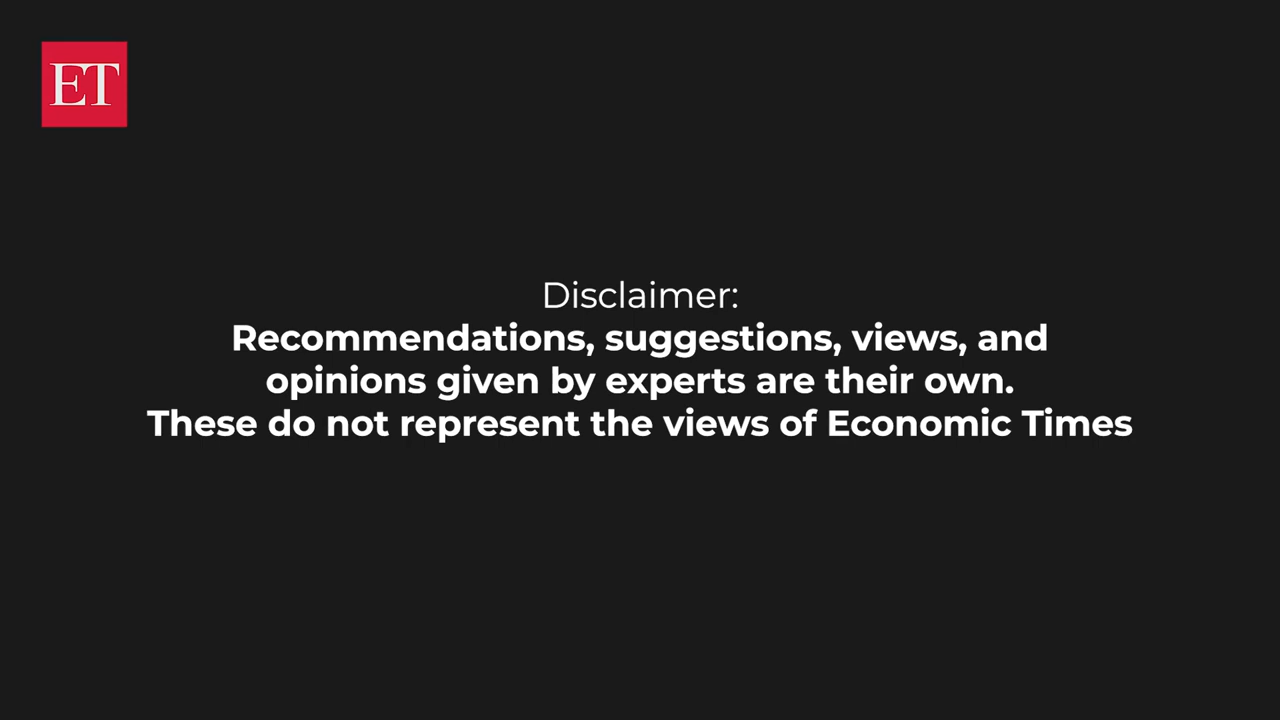 ET
Disclaimer:
Recommendations, suggestions, views, and
opinions given by experts are their own.
These do not represent the views of Economic Times